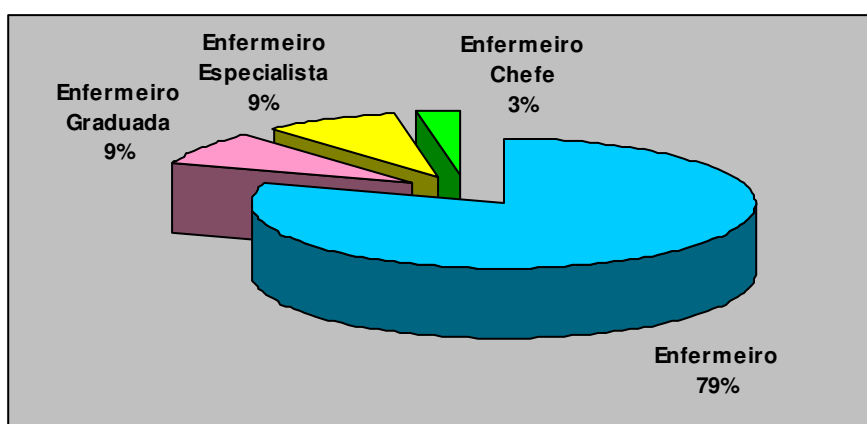 Enfermeiro
Especialista
9%
Enfermeiro
Chefe
3%
Enfermeiro
Graduada
9%
Enfermeiro
79%